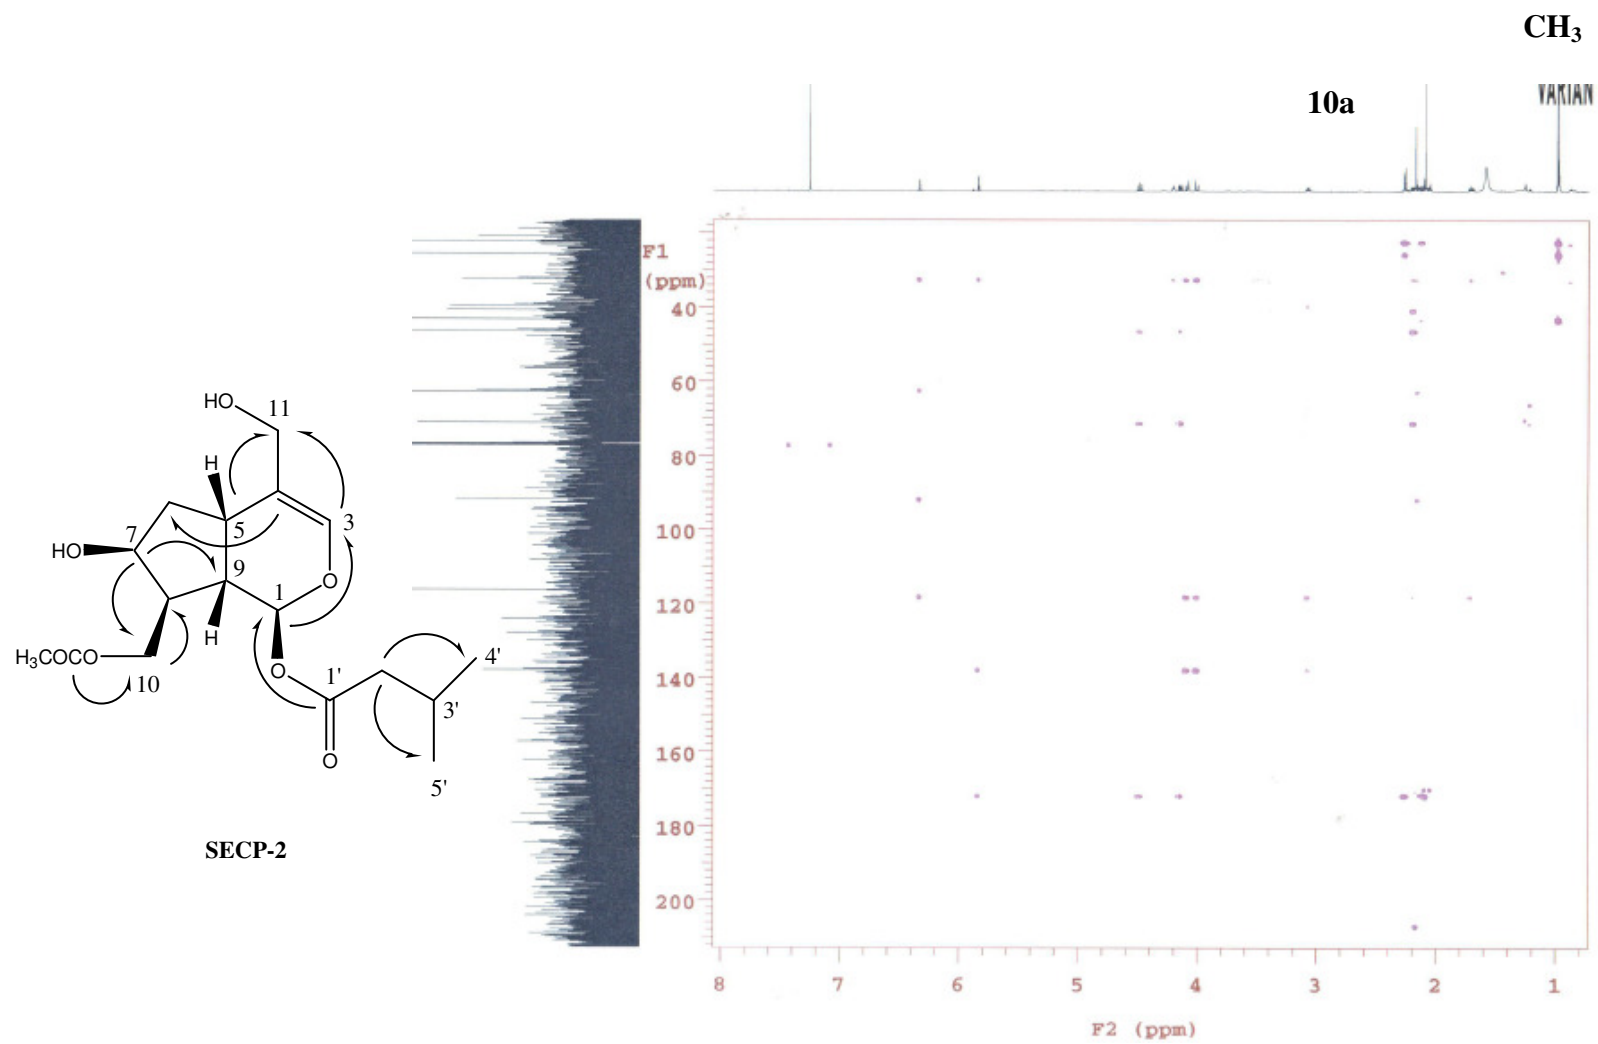 CH₃
10a
VARIAN
F1
(ppm)
40
60
80
100
120
140
160
180
200
8 7 6 5 4 3 2 1
F2 (ppm)
HO
11
H
7
5
3
HO
9
1
O
H
H₃COCO
10
O
1'
4'
3'
O
5'
SECP-2